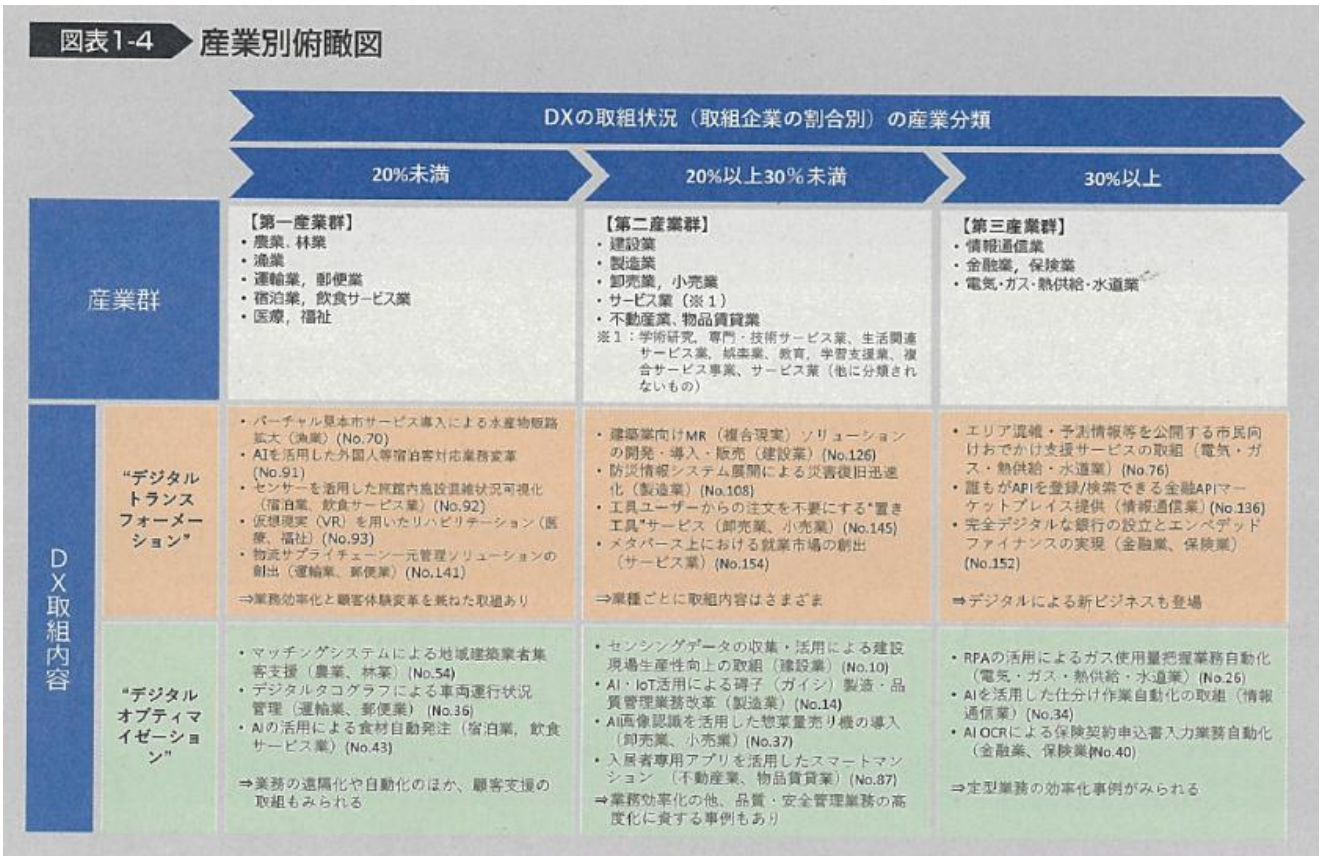 図表1-4
産業別俯瞰図
DXの取組状況（取組企業の割合別）の産業分類
20%未満
20%以上30%未満
30%以上
産業群
【第一産業群】
・農業、林業
・漁業
・運輸業，郵便業
・宿泊業，飲食サービス業
・医療，福祉
【第二産業群】
・建設業
・製造業
・卸売業，小売業
・サービス業（※1）
・不動産業、物品賃貸業
※1：学術研究，専門・技術サービス業、生活関連
サービス業，娯楽業、教育，学習支援業、複
合サービス事業、サービス業（他に分類され
ないもの）
【第三産業群】
・情報通信業
・金融業，保険業
・電気・ガス・熱供給・水道業
DX取組内容
“デジタル
トランス
フォーメー
ション”
・バーチャル見本市サービス導入による水産物販路
拡大（漁業）(No.70)
・AIを活用した外国人等宿泊客対応業務変革
(No.91)
・センサーを活用した旅館内施設混雑状況可視化
（宿泊業、飲食サービス業）(No.92)
・仮想現実（VR）を用いたリハビリテーション（医
療、福祉）(No.93)
・物流サプライチェーン一元管理ソリューションの
創出（運輸業、郵便業）(No.141)
⇒業務効率化と顧客体験変革を兼ねた取組あり
・建築業向けMR（複合現実）ソリューション
の開発・導入・販売（建設業）(No.126)
・防災情報システム展開による災害復旧迅速
化（製造業）(No.108)
・工具ユーザーからの注文を不要にする“置き
工具”サービス（卸売業、小売業）(No.145)
・メタバース上における就業市場の創出
（サービス業）(No.154)
⇒業種ごとに取組内容はさまざま
・エリア混雑・予測情報等を公開する市民向
けおでかけ支援サービスの取組（電気・ガ
ス・熱供給・水道業）(No.76)
・誰もがAPIを登録/検索できる金融APIマー
ケットプレイス提供（情報通信業）(No.136)
・完全デジタルな銀行の設立とエンベデッド
ファイナンスの実現（金融業、保険業）
(No.152)
⇒デジタルによる新ビジネスも登場
“デジタル
オプティマ
イゼーショ
ン”
・マッチングシステムによる地域建築業者集
客支援（農業、林業）(No.54)
・デジタルタコグラフによる車両運行状況
管理（運輸業、郵便業）(No.36)
・AIの活用による食材自動発注（宿泊業，飲食
サービス業）(No.43)
⇒業務の遠隔化や自動化のほか、顧客支援の
取組もみられる
・センシングデータの収集・活用による建設
現場生産性向上の取組（建設業）(No.10)
・AI・IoT活用による碍子（ガイシ）製造・品
質管理業務改革（製造業）(No.14)
・AI画像認識を活用した惣菜量売り機の導入
（卸売業、小売業）(No.37)
・入居者専用アプリを活用したスマートマン
ション （不動産業、物品賃貸業）(No.87)
⇒業務効率化の他、品質・安全管理業務の高
度化に資する事例もあり
・RPAの活用によるガス使用量把握業務自動化
（電気・ガス・熱供給・水道業）(No.26)
・AIを活用した仕分け作業自動化の取組（情報
通信業）(No.34)
・AI OCRによる保険契約申込書入力業務自動化
（金融業、保険業）(No.40)
⇒定型業務の効率化事例がみられる